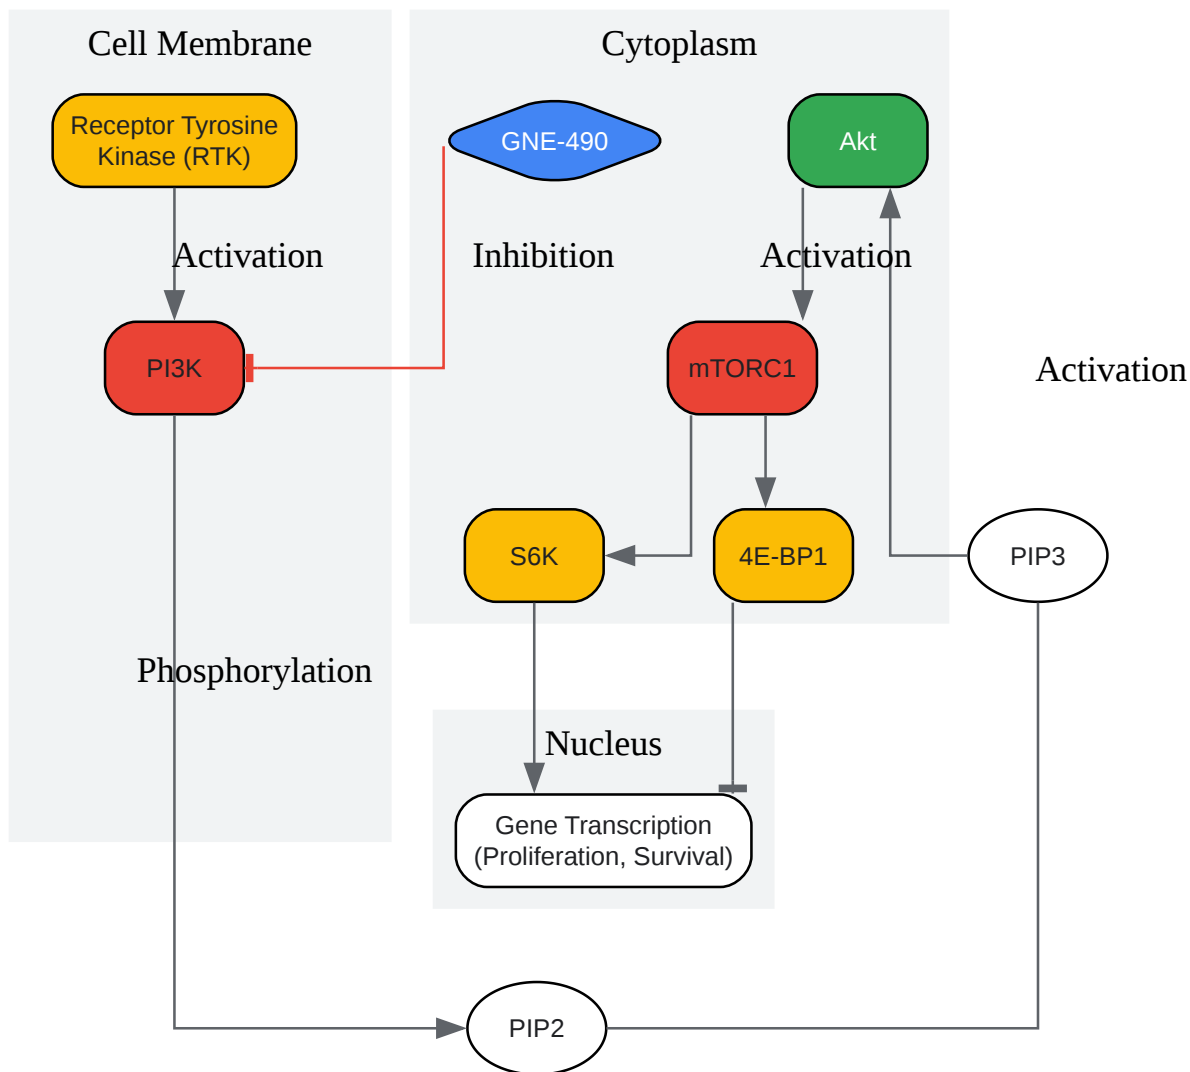 Cell Membrane
Cytoplasm
Receptor Tyrosine
Kinase (RTK)
GNE-490
Akt
Activation
Inhibition
Activation
PI3K
mTORC1
Activation
S6K
4E-BP1
PIP3
Phosphorylation
Nucleus
Gene Transcription
(Proliferation, Survival)
PIP2